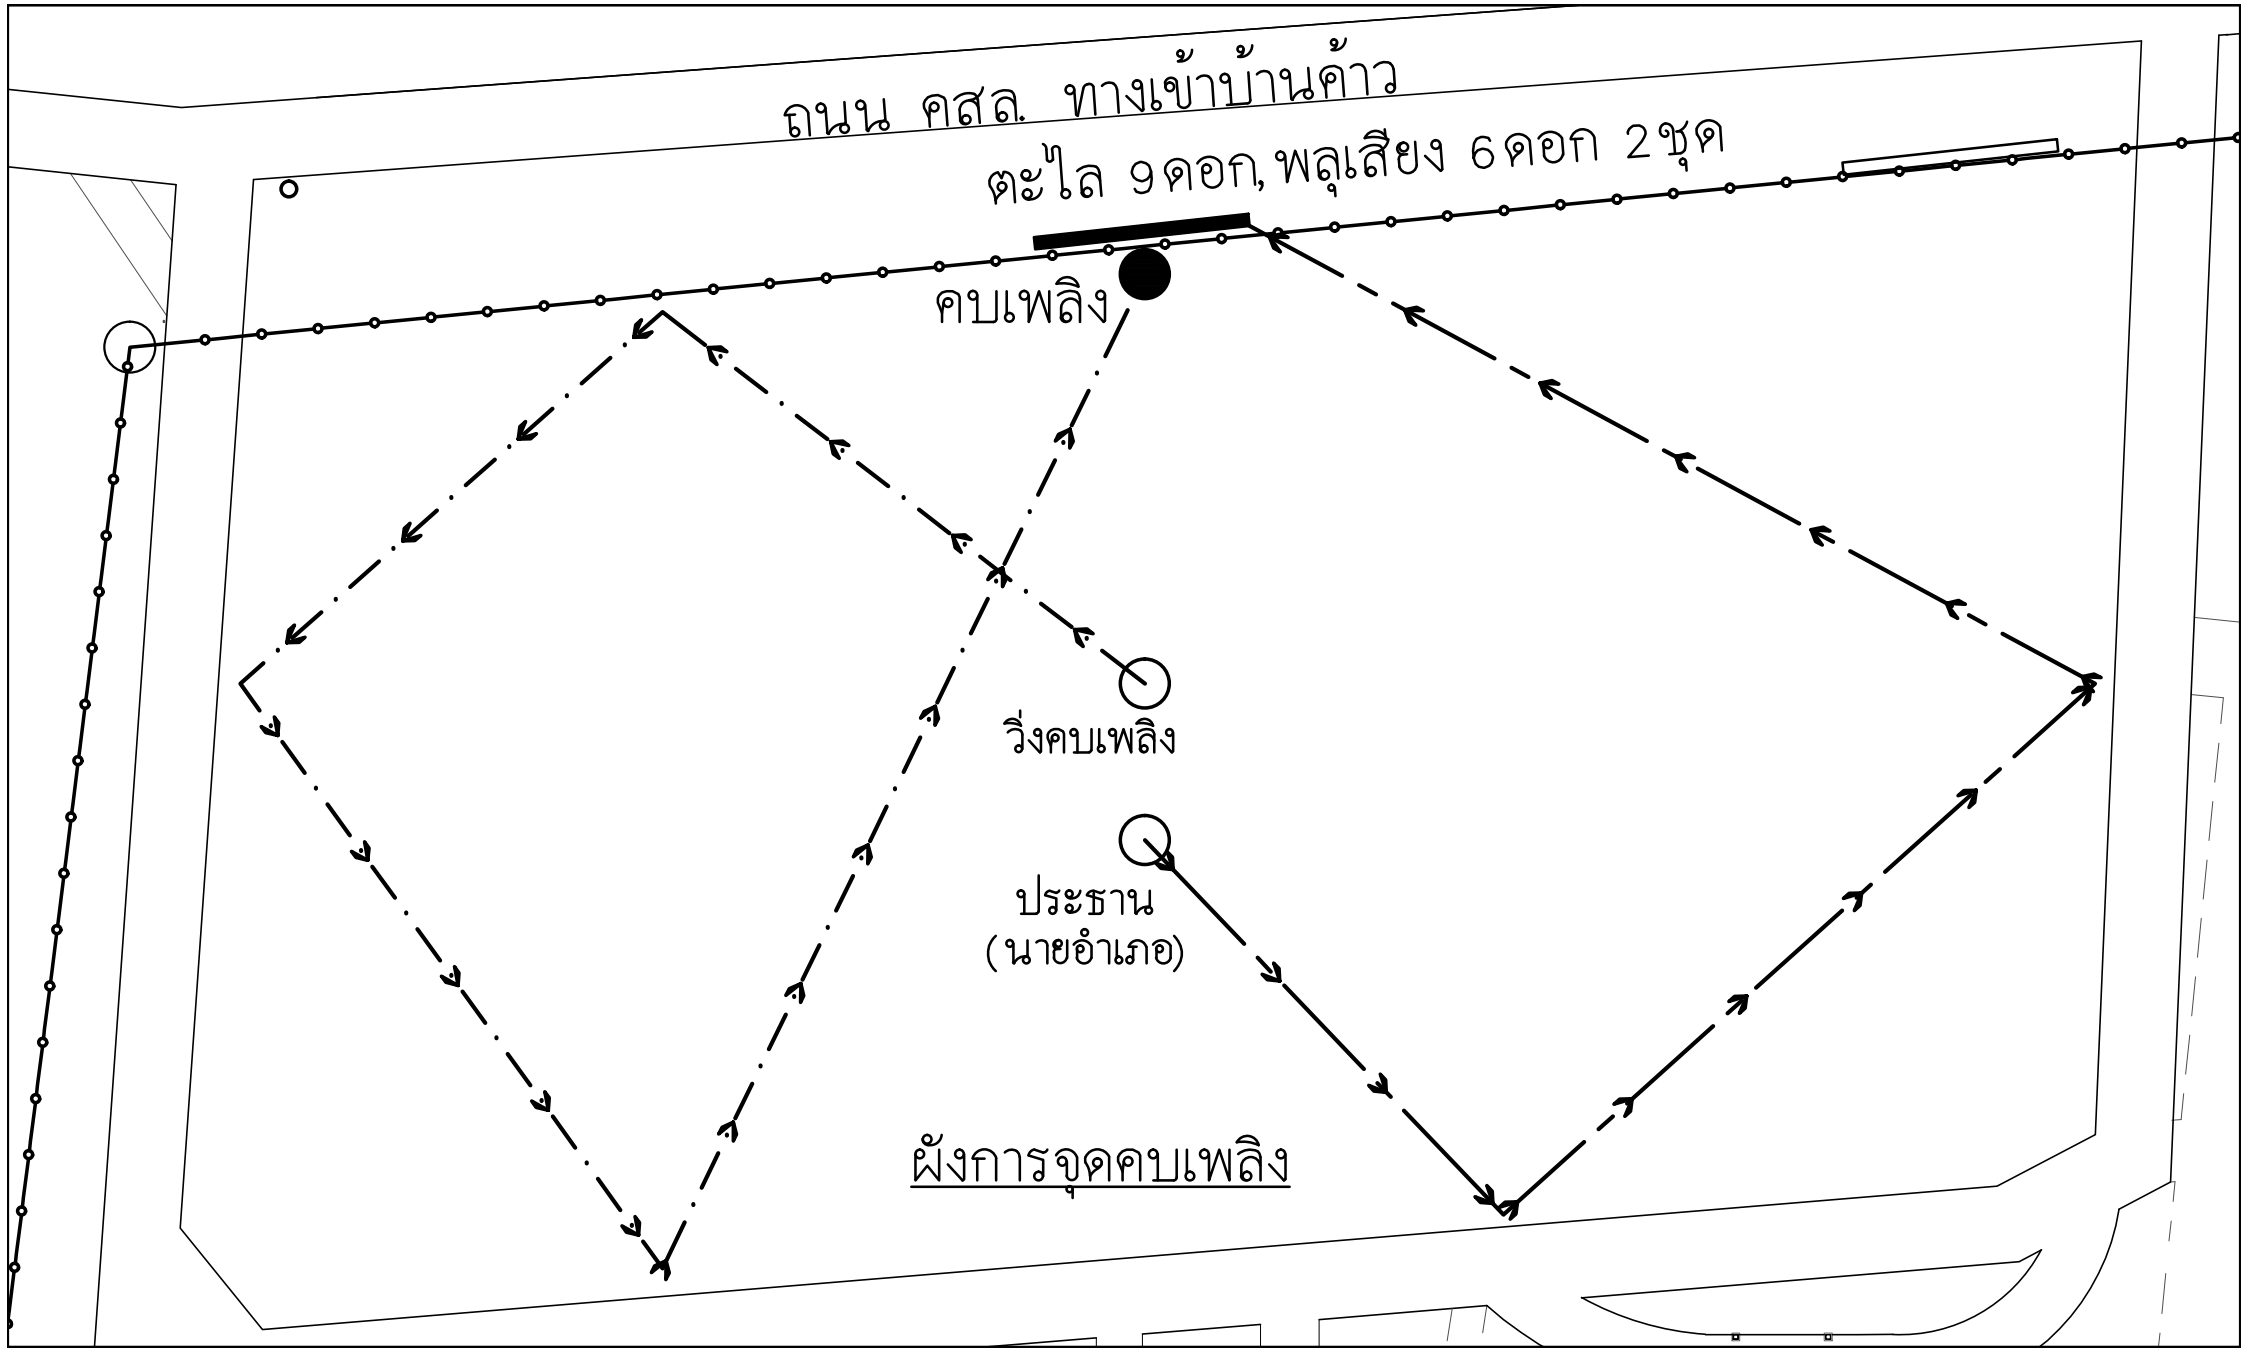 ถนน คสล. ทางเข้าบ้านค้าว
ตะไล 9 ดอก, พลุเสียง 6 ดอก 2 ชุด
คบเพลิง
วิ่งคบเพลิง
ประธาน
(นายอำเภอ)
ผังการจุดคบเพลิง